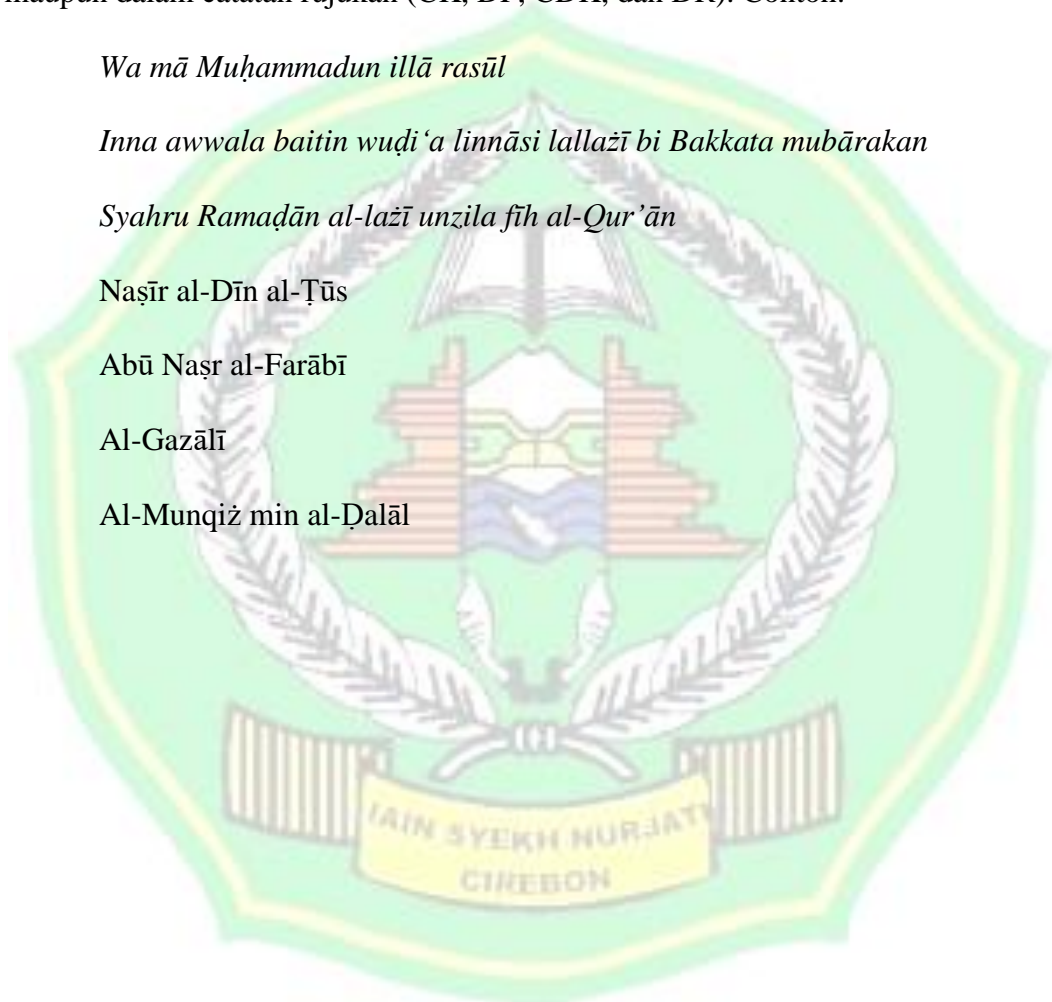 maupun dalam catatan rujukan (CK, DP, CDK, dan DR). Contoh:
Wa mā Muḥammadun illā rasūl
Inna awwala baitin wuḍi‘a linnāsi lallażī bi Bakkata mubārakan
Syahru Ramaḍān al-lażī unzila fīh al-Qur’ān
Naṣīr al-Dīn al-Ṭūs
Abū Naṣr al-Farābī
Al-Gazālī
Al-Munqiż min al-Ḍalāl
IAIN SYEKH NURJATI
CIREBON